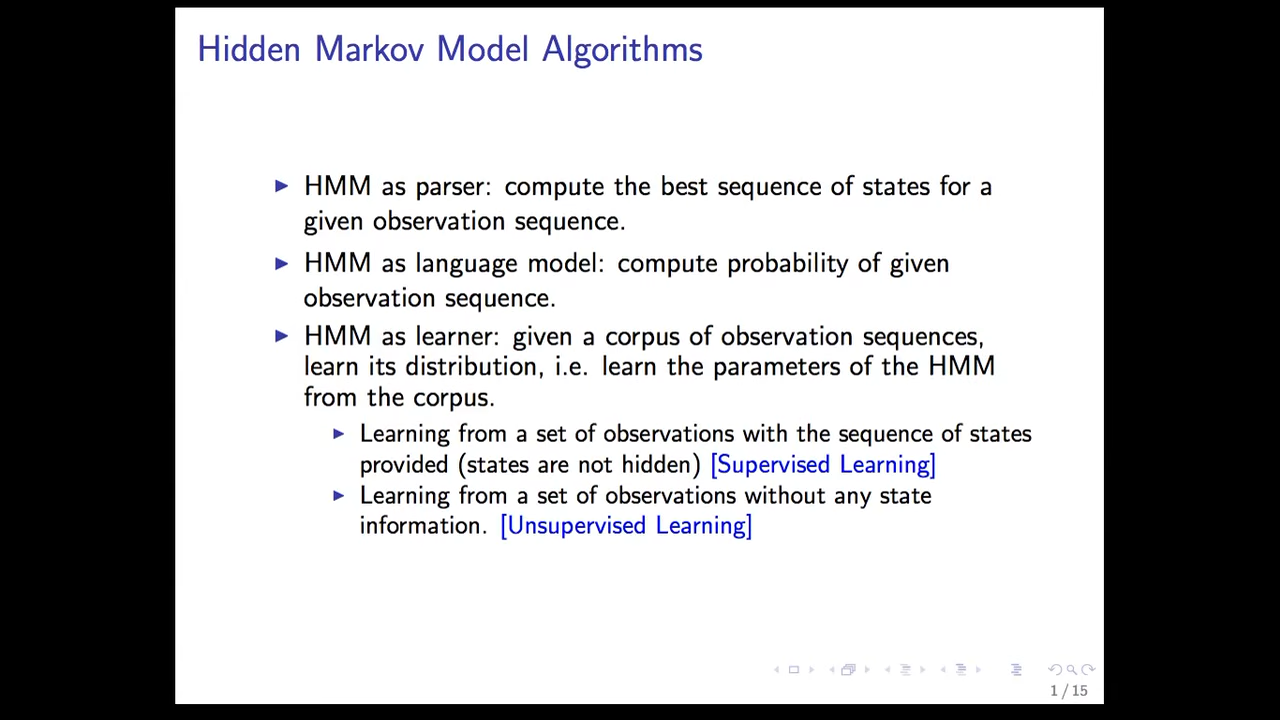 Hidden Markov Model Algorithms
HMM as parser: compute the best sequence of states for a
given observation sequence.
HMM as language model: compute probability of given
observation sequence.
HMM as learner: given a corpus of observation sequences,
learn its distribution, i.e. learn the parameters of the HMM
from the corpus.
Learning from a set of observations with the sequence of states
provided (states are not hidden) [Supervised Learning]
Learning from a set of observations without any state
information. [Unsupervised Learning]
1 / 15